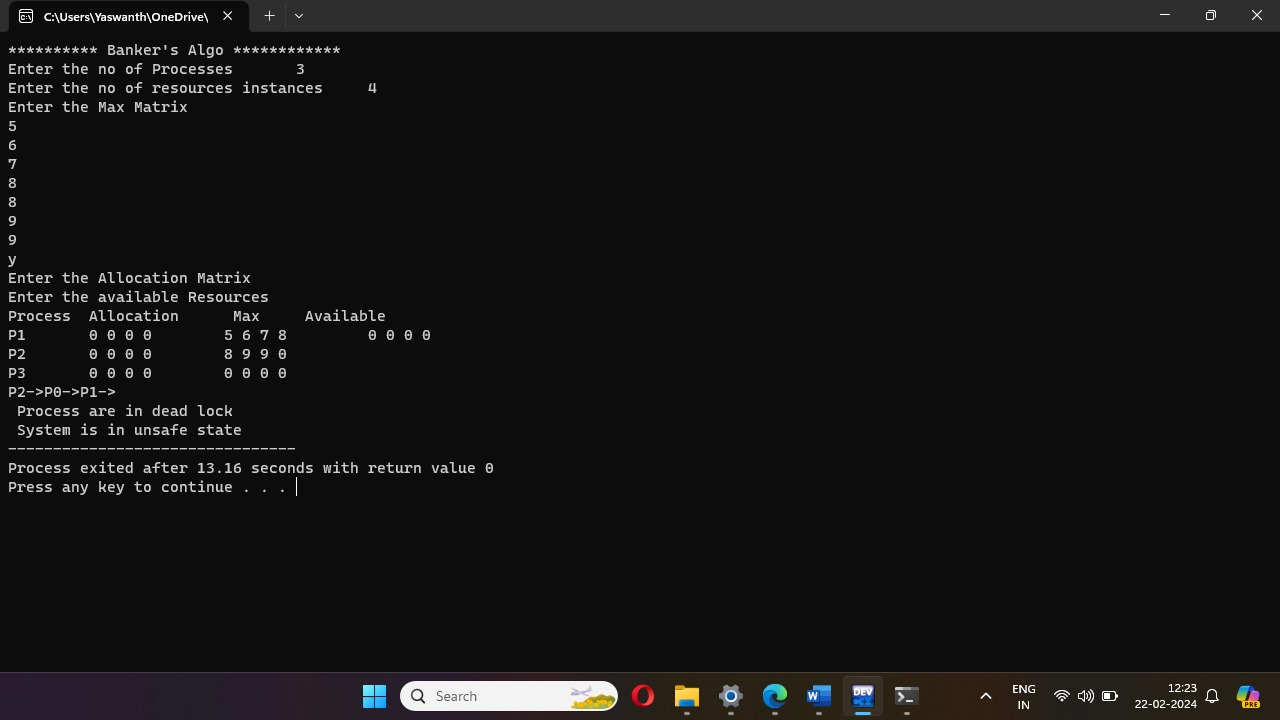 C:\Users\Yaswanth\OneDrive\
********** Banker's Algo ************
Enter the no of Processes       3
Enter the no of resources instances     4
Enter the Max Matrix
5
6
7
8
8
9
9
y
Enter the Allocation Matrix
Enter the available Resources
Process  Allocation      Max     Available
P1       0 0 0 0        5 6 7 8         0 0 0 0
P2       0 0 0 0        8 9 9 0
P3       0 0 0 0        0 0 0 0
P2->P0->P1->
 Process are in dead lock
 System is in unsafe state
--------------------------------
Process exited after 13.16 seconds with return value 0
Press any key to continue . . .
Search
DEV
ENG
IN
12:23
22-02-2024
PRE